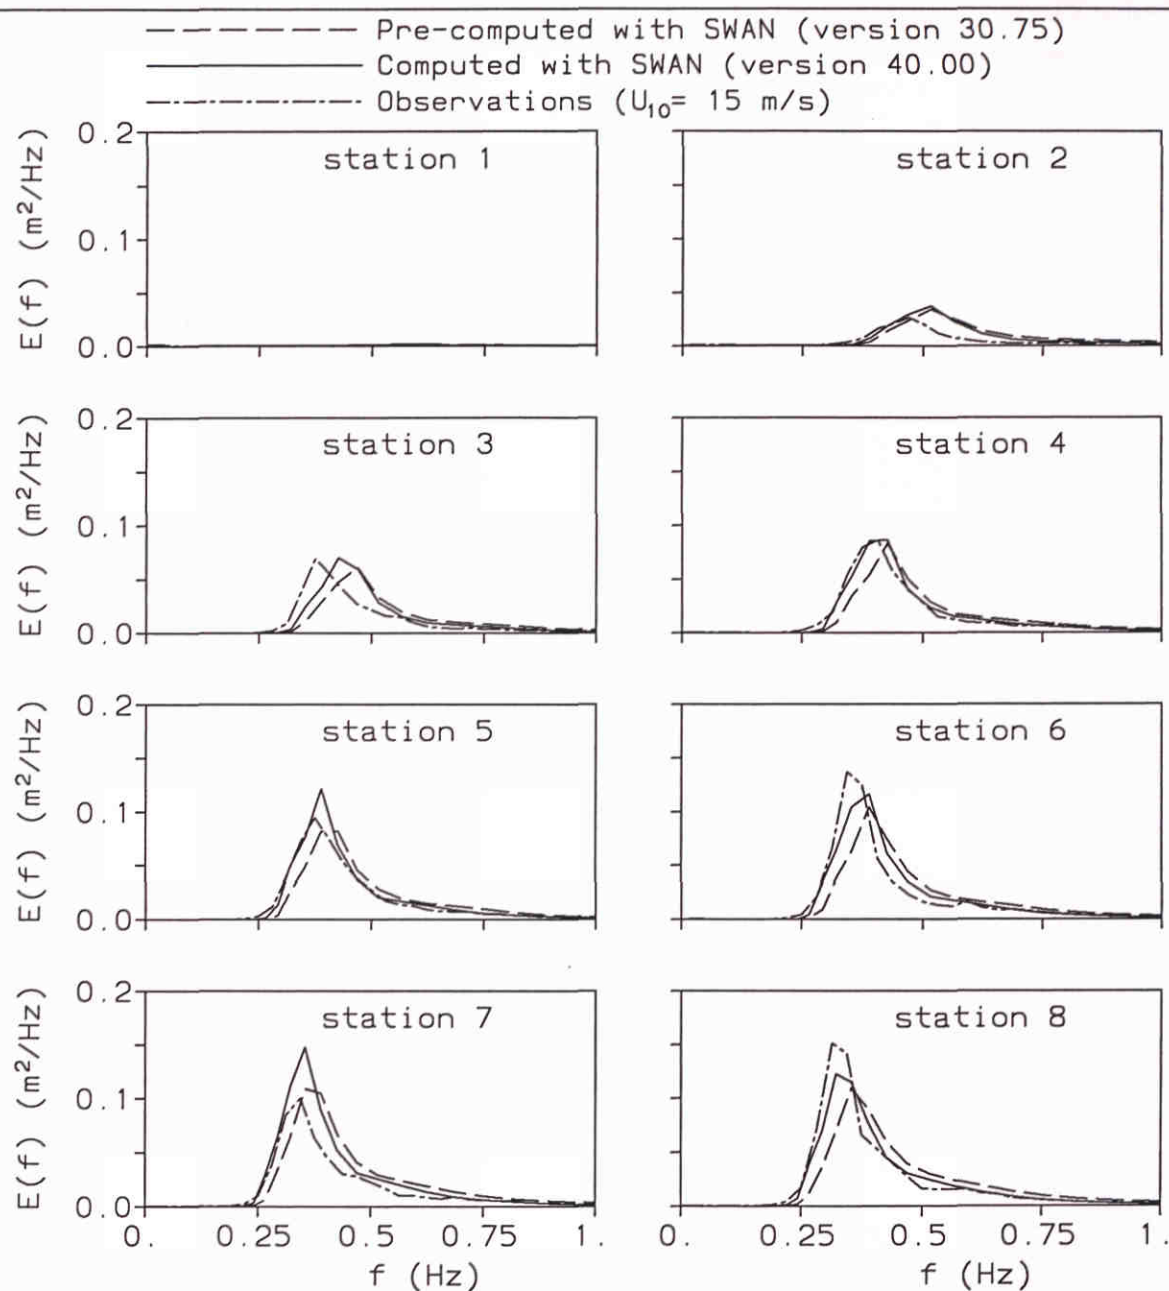 Pre-computed with SWAN (version 30.75)
Computed with SWAN (version 40.00)
Observations (U₁₀= 15 m/s)
E(f) (m²/Hz)
0.2
0.1
0.0
station 1
station 2
E(f) (m²/Hz)
0.2
0.1
0.0
station 3
station 4
E(f) (m²/Hz)
0.2
0.1
0.0
station 5
station 6
E(f) (m²/Hz)
0.2
0.1
0.0
station 7
station 8
0. 0.25 0.5 0.75 1.
0. 0.25 0.5 0.75 1.
f (Hz)
f (Hz)